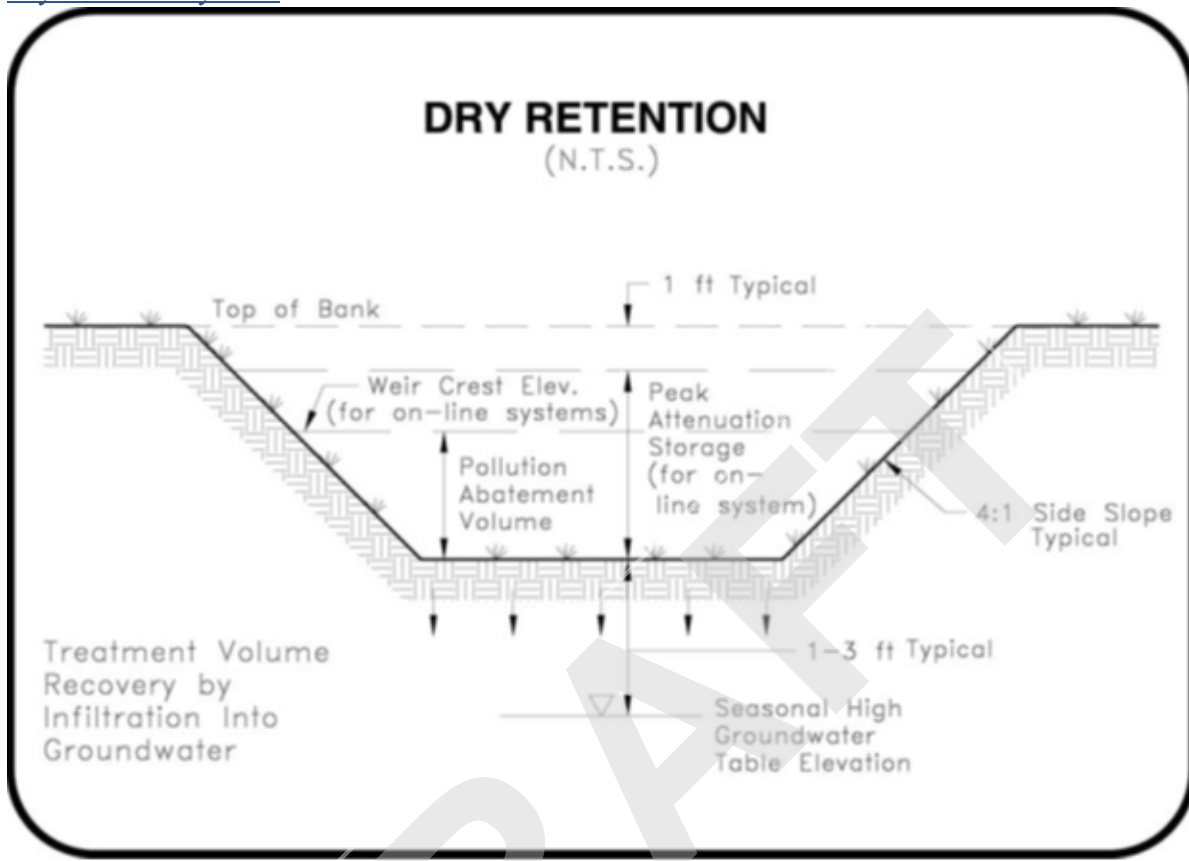 DRY RETENTION
(N.T.S.)
1 ft Typical
Top of Bank
Weir Crest Elev.
(for on-line systems)
Peak
Attenuation
Storage
(for on-
line system)
Pollution
Abatement
Volume
4:1 Side Slope
Typical
1-3 ft Typical
Treatment Volume
Recovery by
Infiltration Into
Groundwater
Seasonal High
Groundwater
Table Elevation
DRAFT